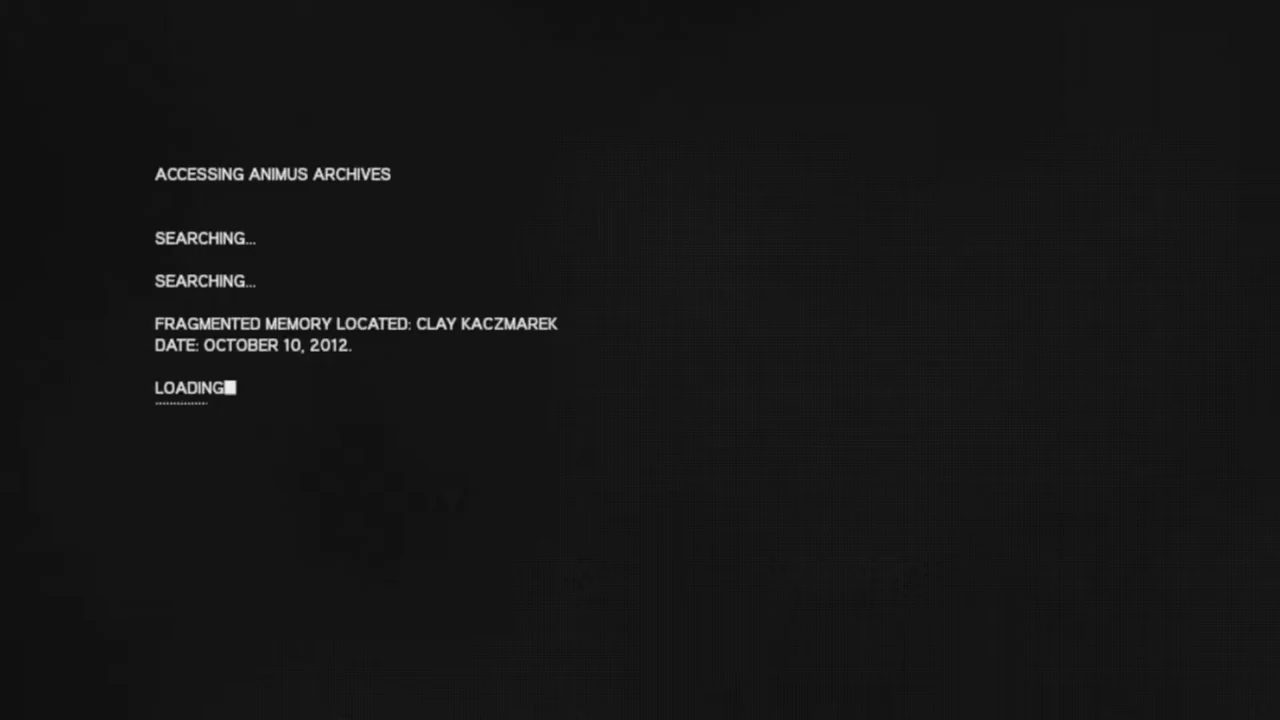 ACCESSING ANIMUS ARCHIVES
SEARCHING...
SEARCHING...
FRAGMENTED MEMORY LOCATED: CLAY KACZMAREK
DATE: OCTOBER 10, 2012.
LOADING